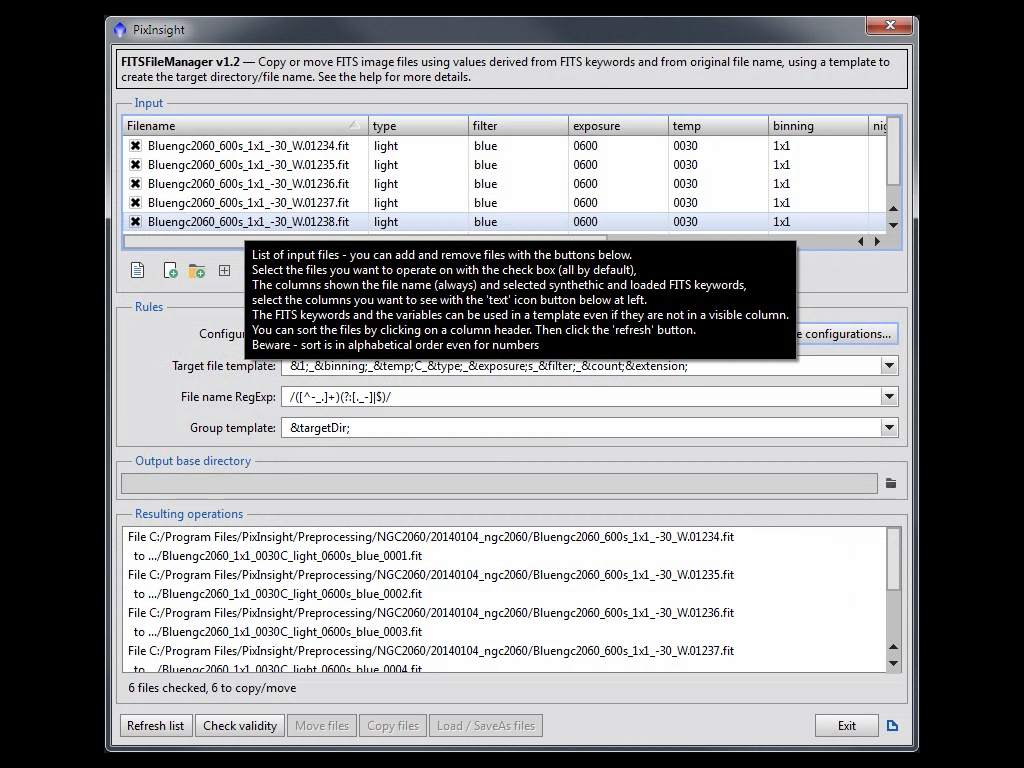 PixInsight
FITSFileManager v1.2 — Copy or move FITS image files using values derived from FITS keywords and from original file name, using a template to
create the target directory/file name. See the help for more details.
Input
Filename type filter exposure temp binning nig
Bluengc2060_600s_1x1_-30_W.01234.fit light blue 0600 0030 1x1
Bluengc2060_600s_1x1_-30_W.01235.fit light blue 0600 0030 1x1
Bluengc2060_600s_1x1_-30_W.01236.fit light blue 0600 0030 1x1
Bluengc2060_600s_1x1_-30_W.01237.fit light blue 0600 0030 1x1
Bluengc2060_600s_1x1_-30_W.01238.fit light blue 0600 0030 1x1
List of input files - you can add and remove files with the buttons below.
Select the files you want to operate on with the check box (all by default),
The columns shown the file name (always) and selected synthethic and loaded FITS keywords,
select the columns you want to see with the 'text' icon button below at left.
The FITS keywords and the variables can be used in a template even if they are not in a visible column.
You can sort the files by clicking on a column header. Then click the 'refresh' button.
Beware - sort is in alphabetical order even for numbers
Rules
Configu e configurations...
Target file template: &1;_&binning;_&temp;C_&type;_&exposure;s_&filter;_&count;&extension;
File name RegExp: /([^-_.]+)(?:[._-]|$)/
Group template: &targetDir;
Output base directory
Resulting operations
File C:/Program Files/PixInsight/Preprocessing/NGC2060/20140104_ngc2060/Bluengc2060_600s_1x1_-30_W.01234.fit
to .../Bluengc2060_1x1_0030C_light_0600s_blue_0001.fit
File C:/Program Files/PixInsight/Preprocessing/NGC2060/20140104_ngc2060/Bluengc2060_600s_1x1_-30_W.01235.fit
to .../Bluengc2060_1x1_0030C_light_0600s_blue_0002.fit
File C:/Program Files/PixInsight/Preprocessing/NGC2060/20140104_ngc2060/Bluengc2060_600s_1x1_-30_W.01236.fit
to .../Bluengc2060_1x1_0030C_light_0600s_blue_0003.fit
File C:/Program Files/PixInsight/Preprocessing/NGC2060/20140104_ngc2060/Bluengc2060_600s_1x1_-30_W.01237.fit
to .../Bluengc2060_1x1_0030C_light_0600s_blue_0004.fit
6 files checked, 6 to copy/move
Refresh list Check validity Move files Copy files Load / SaveAs files Exit